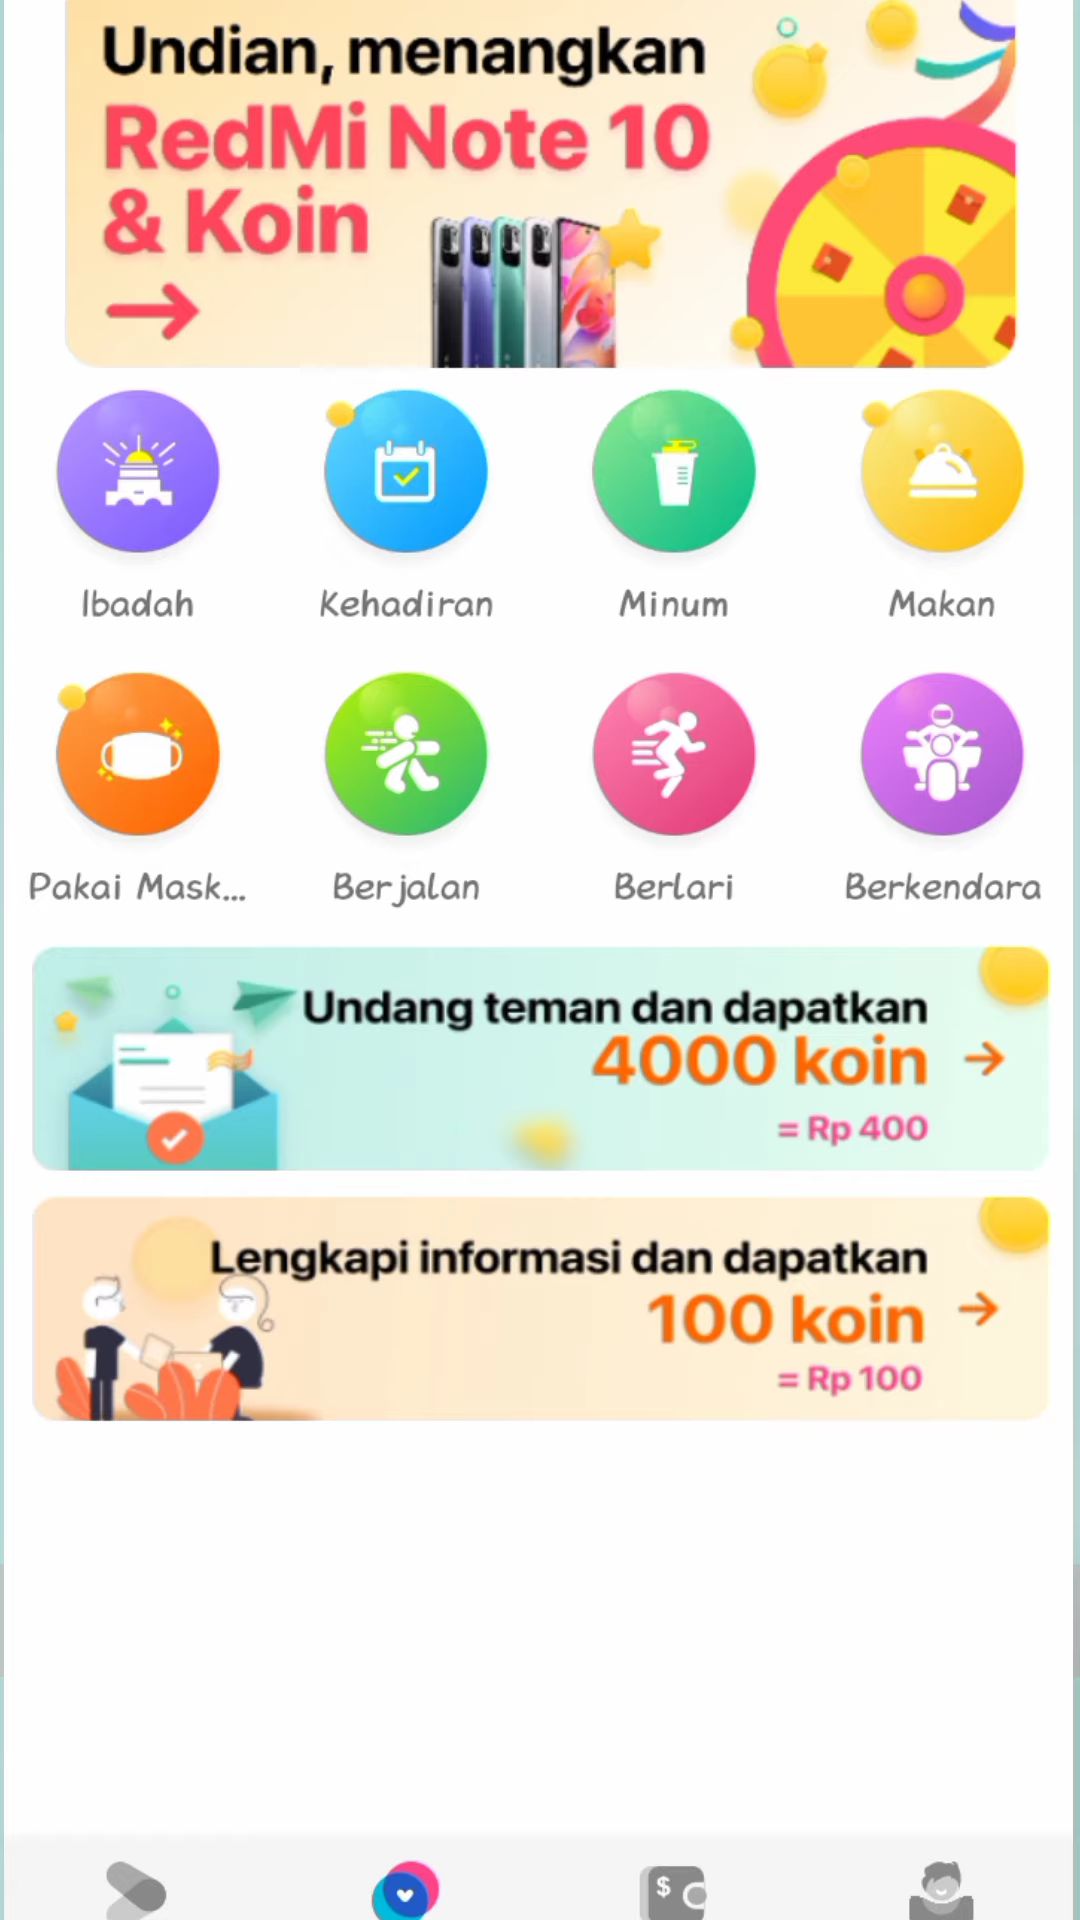 Undian, menangkan
RedMi Note 10
& Koin
Ibadah
Kehadiran
Minum
Makan
Pakai Mask...
Berjalan
Berlari
Berkendara
Undang teman dan dapatkan
4000 koin
= Rp 400
Lengkapi informasi dan dapatkan
100 koin
= Rp 100
$